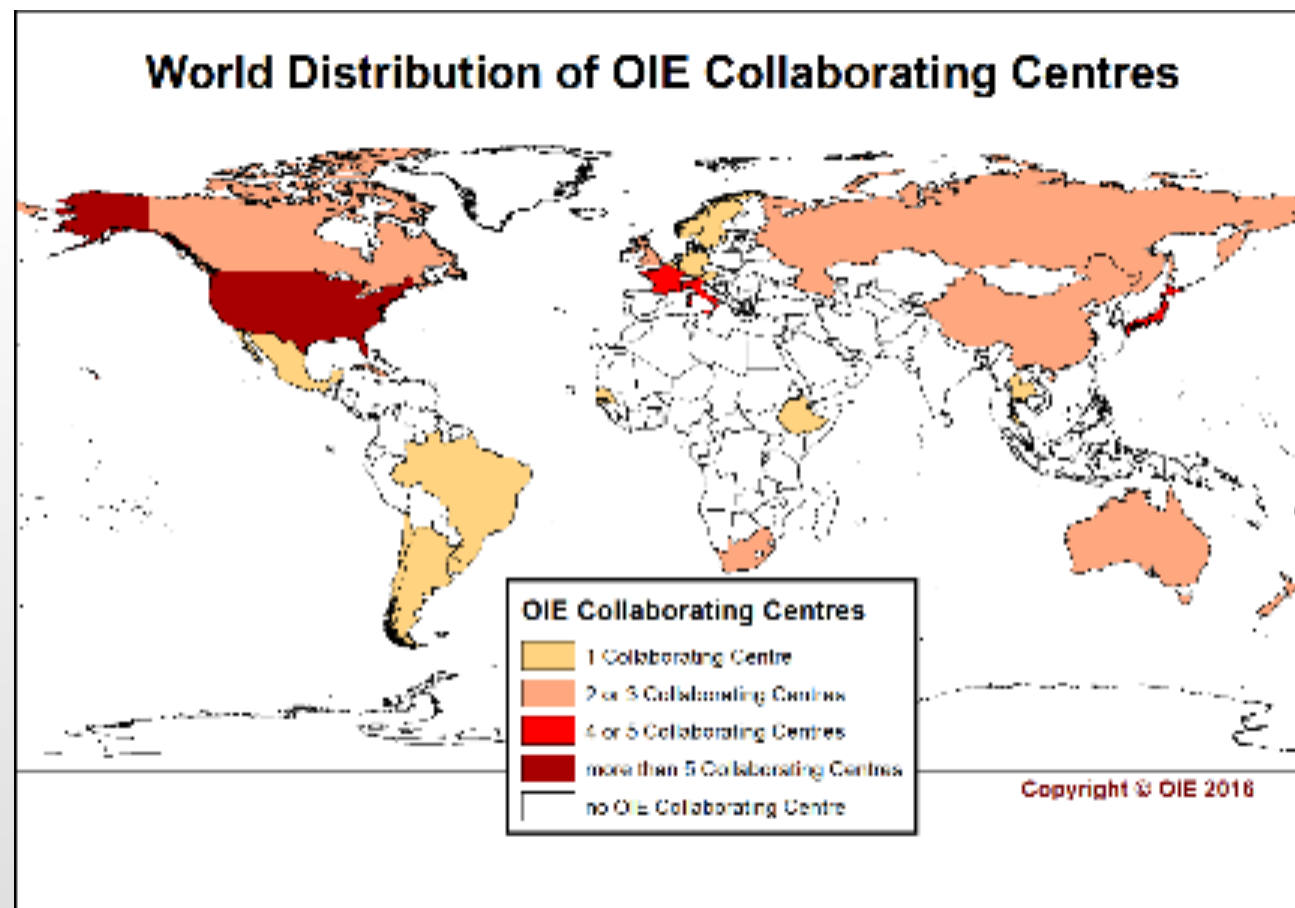 World Distribution of OIE Collaborating Centres
OIE Collaborating Centres
1 Collaborating Centre
2 or 3 Collaborating Centres
4 or 5 Collaborating Centres
more than 5 Collaborating Centres
no OIE Collaborating Centre
Copyright © OIE 2016